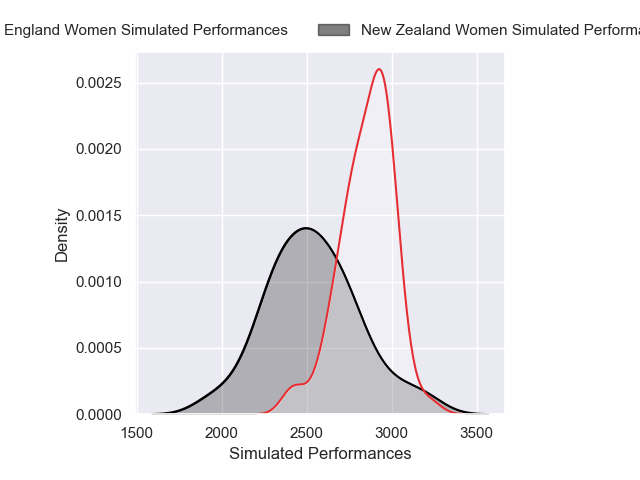 England Women Simulated Performances New Zealand Women Simulated Performa
0.0025
0.0020
0.0015
0.0010
0.0005
0.0000
Density
1500 2000 2500 3000 3500
Simulated Performances